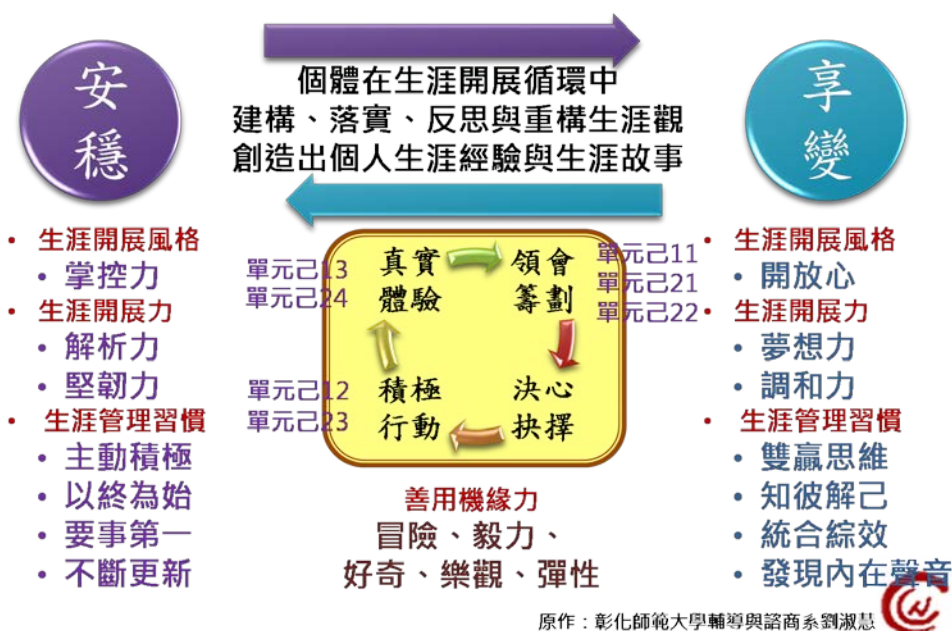 安穩
個體在生涯開展循環中
建構、落實、反思與重構生涯觀
創造出個人生涯經驗與生涯故事
享變
• 生涯開展風格
• 掌控力
• 生涯開展力
• 解析力
• 堅韌力
• 生涯管理習慣
• 主動積極
• 以終為始
• 要事第一
• 不斷更新
單元己13
單元己24
真實
體驗
領會
籌劃
單元己11
單元己21
單元己22
單元己12
單元己23
積極
行動
決心
抉擇
善用機緣力
冒險、毅力、
好奇、樂觀、彈性
• 生涯開展風格
• 開放心
• 生涯開展力
• 夢想力
• 調和力
• 生涯管理習慣
• 雙贏思維
• 知彼解己
• 統合綜效
• 發現內在聲音
原作：彰化師範大學輔導與諮商系劉淑慧